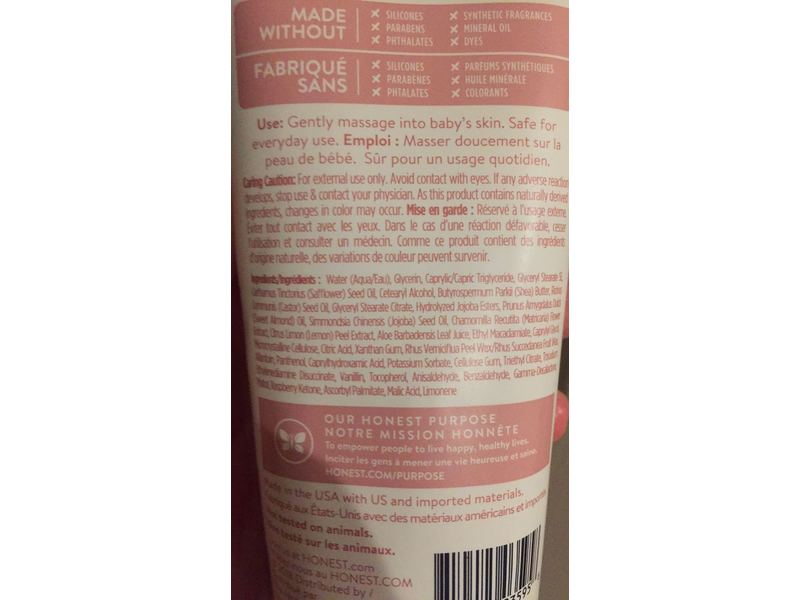 MADE WITHOUT
× SILICONES × SYNTHETIC FRAGRANCES
× PARABENS × MINERAL OIL
× PHTHALATES × DYES
FABRIQUÉ SANS
× SILICONES × PARFUMS SYNTHÉTIQUES
× PARABÈNES × HUILE MINÉRALE
× PHTALATES × COLORANTS
Use: Gently massage into baby's skin. Safe for
everyday use. Emploi : Masser doucement sur la
peau de bébé. Sûr pour un usage quotidien.
Caring Caution: For external use only. Avoid contact with eyes. If any adverse reaction
develops, stop use & contact your physician. As this product contains naturally derived
ingredients, changes in color may occur. Mise en garde : Réservé à l'usage externe.
Éviter tout contact avec les yeux. Dans le cas d'une réaction défavorable, cesser
l'utilisation et consulter un médecin. Comme ce produit contient des ingrédients
d'origine naturelle, des variations de couleur peuvent survenir.
Ingredients/Ingrédients : Water (Aqua/Eau), Glycerin, Caprylic/Capric Triglyceride, Glyceryl Stearate SE,
Carthamus Tinctorius (Safflower) Seed Oil, Cetearyl Alcohol, Butyrospermum Parkii (Shea) Butter, Ricinus
Communis (Castor) Seed Oil, Glyceryl Stearate Citrate, Hydrolyzed Jojoba Esters, Prunus Amygdalus Dulcis
(Sweet Almond) Oil, Simmondsia Chinensis (Jojoba) Seed Oil, Chamomilla Recutita (Matricaria) Flower
Extract, Citrus Limon (Lemon) Peel Extract, Aloe Barbadensis Leaf Juice, Ethyl Macadamiate, Caprylyl Glycol,
Microcrystalline Cellulose, Citric Acid, Xanthan Gum, Rhus Verniciflua Peel Wax/Rhus Succedanea Fruit Wax,
Allantoin, Panthenol, Caprylhydroxamic Acid, Potassium Sorbate, Cellulose Gum, Triethyl Citrate, Trisodium
Ethylenediamine Disuccinate, Vanillin, Tocopherol, Anisaldehyde, Benzaldehyde, Gamma-Decalactone,
Maltol, Raspberry Ketone, Ascorbyl Palmitate, Malic Acid, Limonene
OUR HONEST PURPOSE
NOTRE MISSION HONNÊTE
To empower people to live happy, healthy lives.
Inciter les gens à mener une vie heureuse et saine.
HONEST.COM/PURPOSE
Made in the USA with US and imported materials.
Fabriqué aux États-Unis avec des matériaux américains et importés.
tested on animals.
testé sur les animaux.
at HONEST.com
nous au HONEST.COM
Distributed by /
par